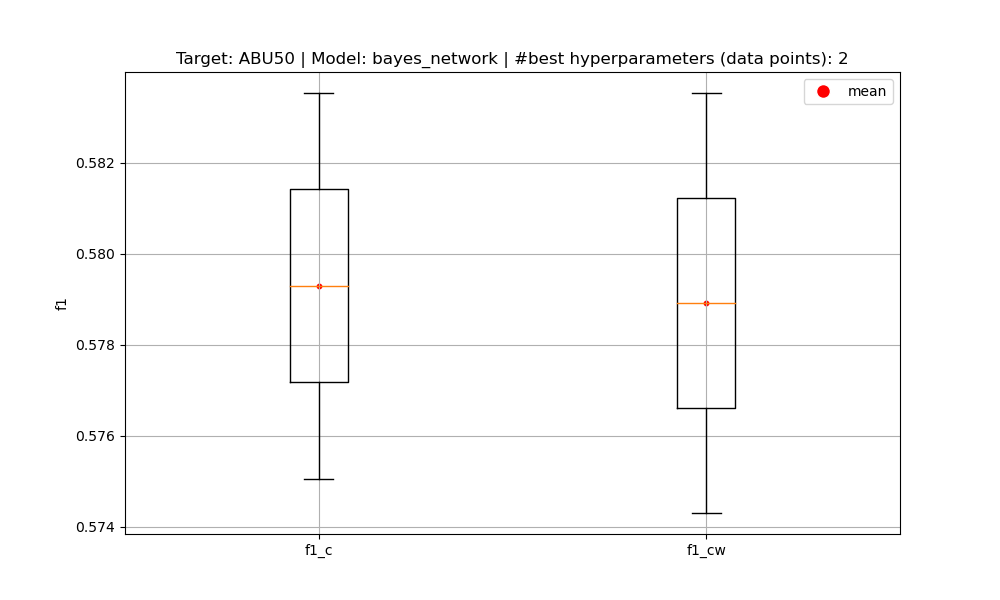 Target: ABU50 | Model: bayes_network | #best hyperparameters (data points): 2
mean
0.582
0.580
0.578
0.576
0.574
f1
f1_c
f1_cw